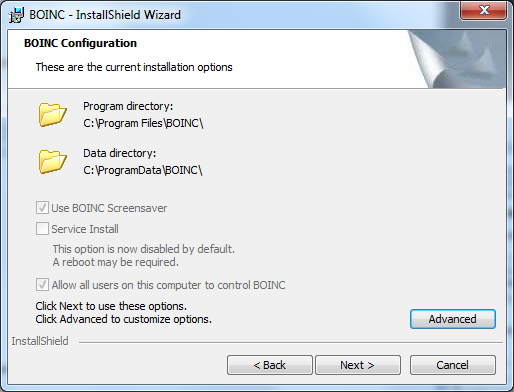 BOINC - InstallShield Wizard
BOINC Configuration
These are the current installation options
Program directory:
C:\Program Files\BOINC\
Data directory:
C:\ProgramData\BOINC\
Use BOINC Screensaver
Service Install
This option is now disabled by default.
A reboot may be required.
Allow all users on this computer to control BOINC
Click Next to use these options.
Click Advanced to customize options.
Advanced
InstallShield
< Back
Next >
Cancel